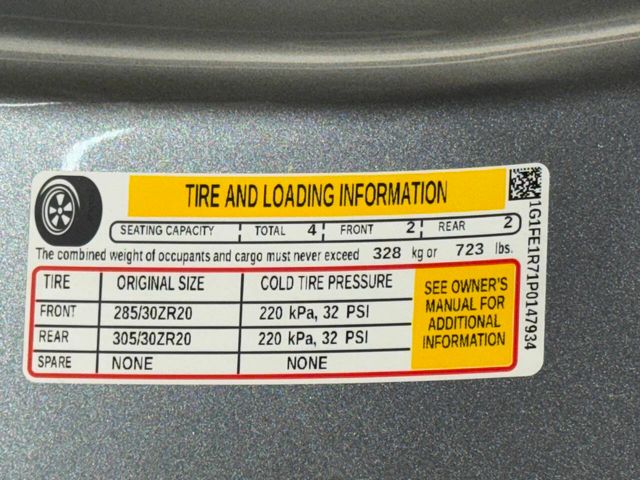 TIRE AND LOADING INFORMATION
SEATING CAPACITY TOTAL 4 FRONT 2 REAR 2
The combined weight of occupants and cargo must never exceed 328 kg or 723 lbs.
TIRE ORIGINAL SIZE COLD TIRE PRESSURE
FRONT 285/30ZR20 220 kPa, 32 PSI
REAR 305/30ZR20 220 kPa, 32 PSI
SPARE NONE NONE
SEE OWNER'S
MANUAL FOR
ADDITIONAL
INFORMATION
1G1FE1R71P0147934